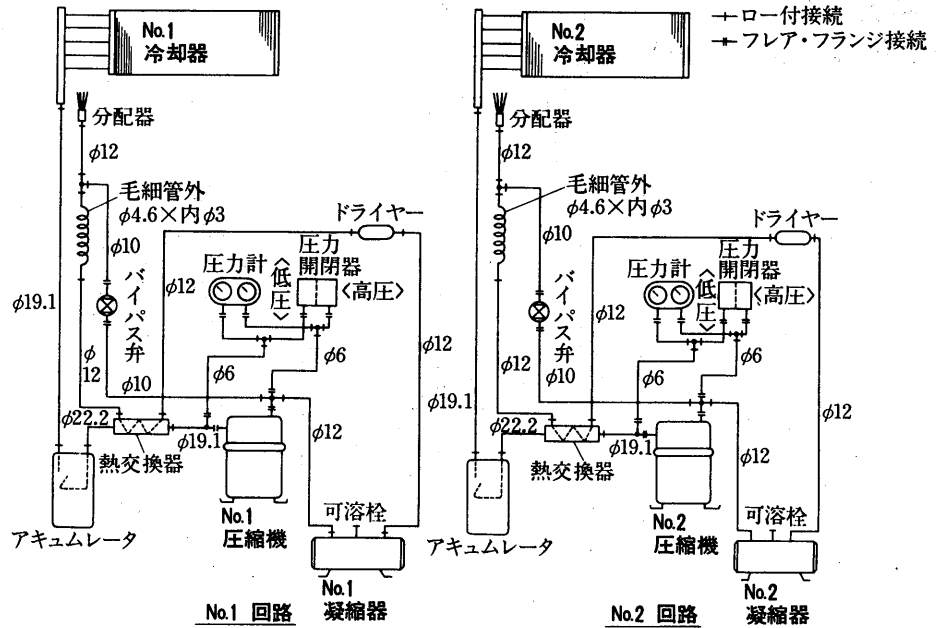 No.1
冷却器
分配器
φ12
毛細管外
φ4.6×内φ3
φ10
ドライヤー
圧力計
〈低圧〉
圧力
開閉器
〈高圧〉
φ12
バイパス弁
φ19.1
φ12
φ10
φ6
φ6
φ12
φ22.2
φ19.1
φ12
熱交換器
アキュムレータ
No.1
圧縮機
可溶栓
No.1
凝縮器
No.1 回路
ロー付接続
フレア・フランジ接続
No.2
冷却器
分配器
φ12
毛細管外
φ4.6×内φ3
φ10
ドライヤー
圧力計
〈低圧〉
圧力
開閉器
〈高圧〉
φ12
バイパス弁
φ12
φ10
φ6
φ6
φ19.1
φ12
φ22.2
φ19.1
φ12
熱交換器
アキュムレータ
No.2
圧縮機
可溶栓
No.2
凝縮器
No.2 回路